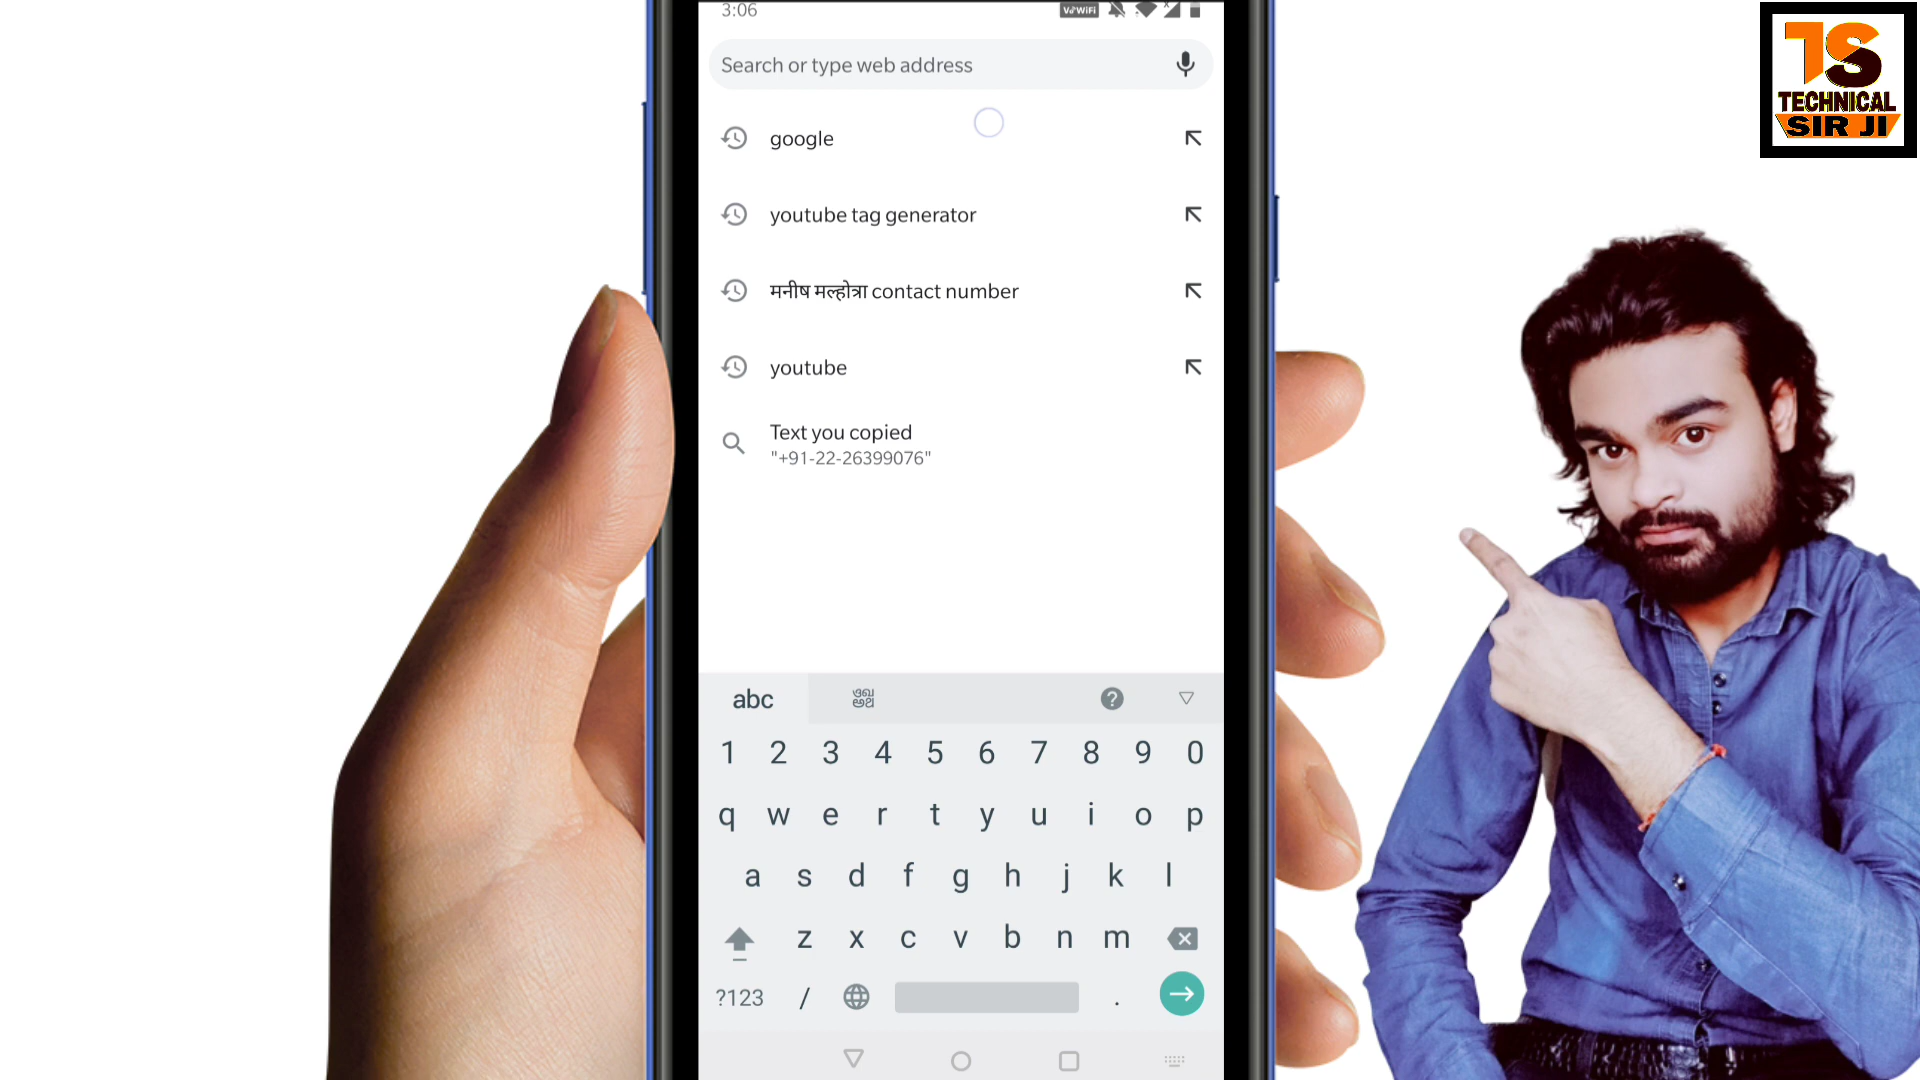 3:06
VoWiFi
Search or type web address
google
youtube tag generator
मनीष मल्होत्रा contact number
youtube
Text you copied
"+91-22-26399076"
abc
?
1 2 3 4 5 6 7 8 9 0
q w e r t y u i o p
a s d f g h j k l
z x c v b n m
?123 / .
TS
TECHNICAL
SIR JI